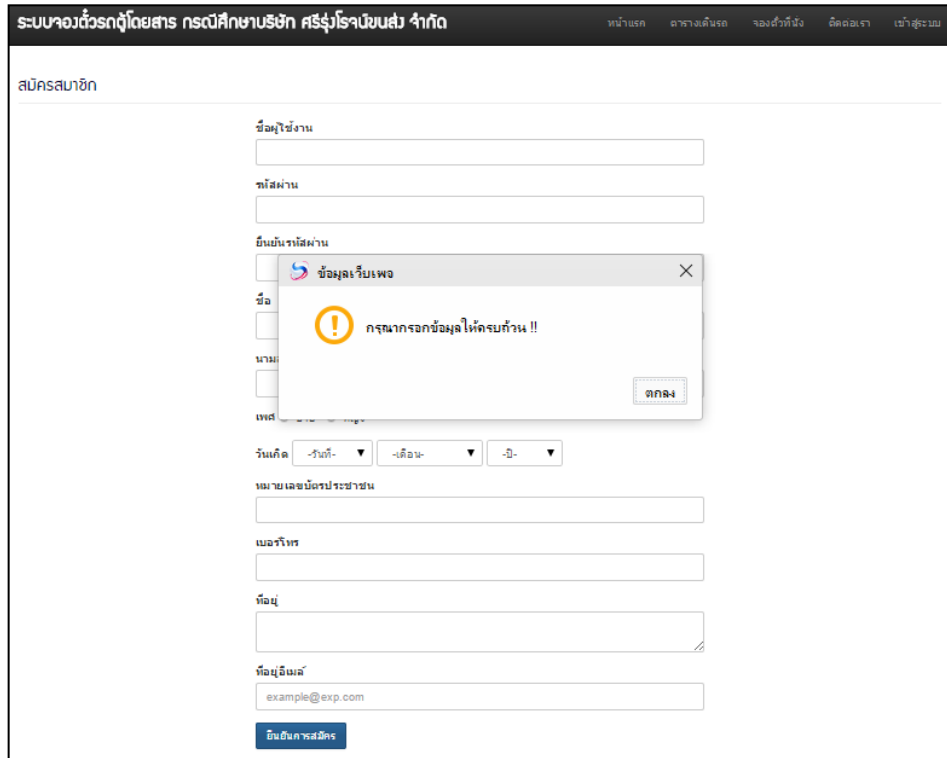 ระบบจองตั๋วรถตู้โดยสาร กรณีศึกษาบริษัท ศรีรุ่งโรจน์ขนส่ง จำกัด
หน้าแรก ตารางเดินรถ จองตั๋วที่นั่ง ติดต่อเรา เข้าสู่ระบบ
สมัครสมาชิก
ชื่อผู้ใช้งาน
รหัสผ่าน
ยืนยันรหัสผ่าน
ข้อมูลเว็บเพจ
ชื่อ
กรุณากรอกข้อมูลให้ครบถ้วน !!
ตกลง
เพศ
วันเกิด -วันที่- -เดือน- -ปี-
หมายเลขบัตรประชาชน
เบอร์โทร
ที่อยู่
ที่อยู่อีเมล์
example@exp.com
ยืนยันการสมัคร